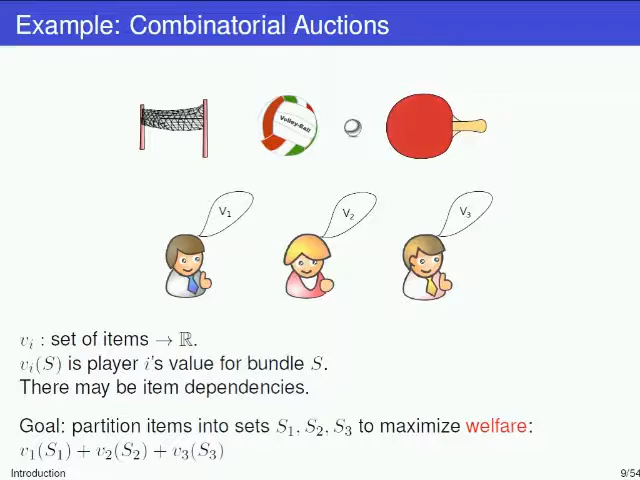 Example: Combinatorial Auctions
Volley-Ball
V₁ V₂ V₃
vᵢ : set of items → ℝ.
vᵢ(S) is player i's value for bundle S.
There may be item dependencies.
Goal: partition items into sets S₁, S₂, S₃ to maximize welfare:
v₁(S₁) + v₂(S₂) + v₃(S₃)
Introduction 9/54